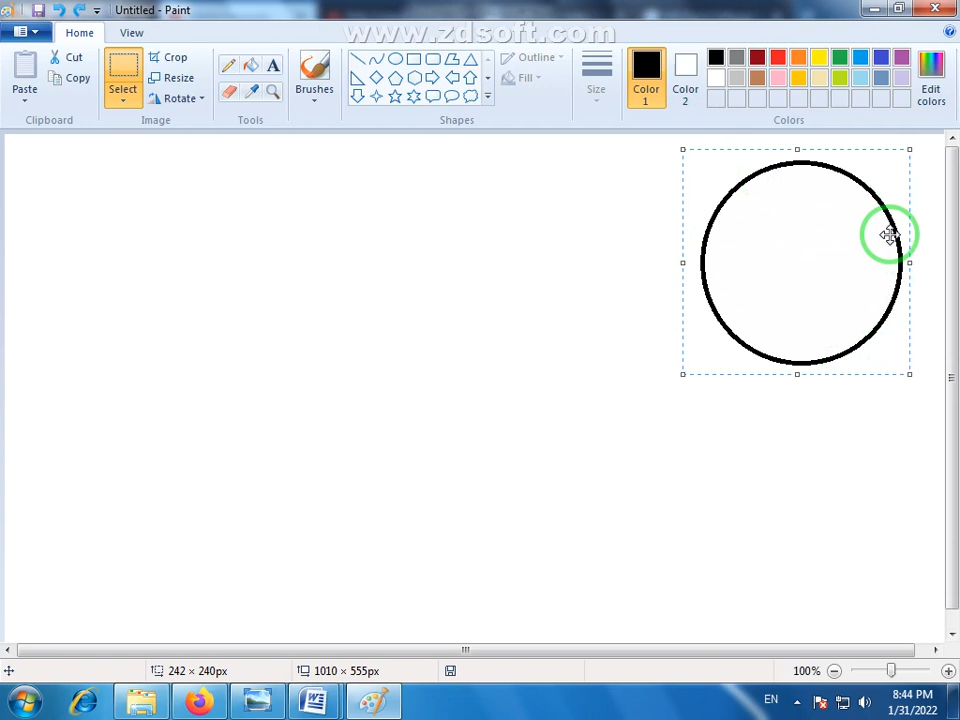 Untitled - Paint
Home
View
www.zdsoft.com
Paste
Cut
Copy
Clipboard
Select
Crop
Resize
Rotate
Image
Tools
Brushes
Shapes
Outline
Fill
Size
Color 1
Color 2
Edit colors
Colors
242 × 240px
1010 × 555px
100%
EN
8:44 PM
1/31/2022